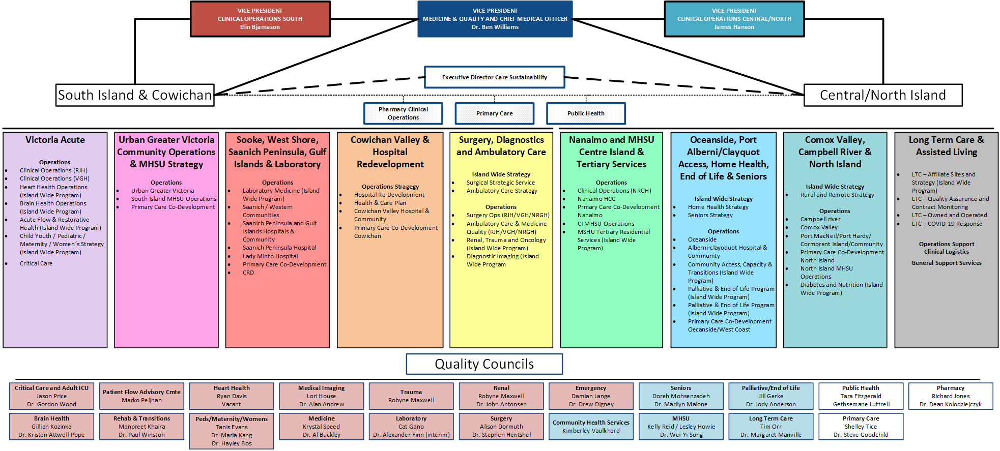 VICE PRESIDENT
CLINICAL OPERATIONS SOUTH
Elin Bjarnason
VICE PRESIDENT
MEDICINE & QUALITY AND CHIEF MEDICAL OFFICER
Dr. Ben Williams
VICE PRESIDENT
CLINICAL OPERATIONS CENTRAL/NORTH
James Hanson
Executive Director Care Sustainability
South Island & Cowichan
Central/North Island
Pharmacy Clinical
Operations
Primary Care
Public Health
Victoria Acute
Operations
• Clinical Operations (RJH)
• Clinical Operations (VGH)
• Heart Health Operations
(Island Wide Program)
• Brain Health Operations
(Island Wide Program)
• Acute Flow & Restorative
Health (Island Wide Program)
• Child Youth / Pediatric /
Maternity / Women's Strategy
(Island Wide Program)
• Critical Care
Urban Greater Victoria
Community Operations
& MHSU Strategy
Operations
• Urban Greater Victoria
• South Island MHSU Operations
• Primary Care Co-Development
Sooke, West Shore,
Saanich Peninsula, Gulf
Islands & Laboratory
Operations
• Laboratory Medicine (Island
Wide Program)
• Saanich / Western
Communities
• Saanich Peninsula and Gulf
Islands Hospitals &
Community
• Saanich Peninsula Hospital
• Lady Minto Hospital
• Primary Care Co-Development
• CRD
Cowichan Valley &
Hospital
Redevelopment
Operations Stragegy
• Hospital Re-Development
• Health & Care Plan
• Cowichan Valley Hospital &
Community
• Primary Care Co-Development
Cowichan
Surgery, Diagnostics
and Ambulatory Care
Island Wide Strategy
• Surgical Strategic Service
• Ambulatory Care Strategy
Operations
• Surgery Ops (RJH/VGH/NRGH)
• Ambulatory Care & Medicine
Quality (RJH/VGH/NRGH)
• Renal, Trauma and Oncology
(Island Wide Program)
• Diagnostic Imaging (Island
Wide Program
Nanaimo and MHSU
Centre Island &
Tertiary Services
Operations
• Clinical Operations (NRGH)
• Nanaimo HCC
• Primary Care Co-Development
Nanaimo
• CI MHSU Operations
• MSHU Tertiary Residential
Services (Island Wide
Program)
Oceanside, Port
Alberni/Clayquot
Access, Home Health,
End of Life & Seniors
Island Wide Strategy
• Home Health Strategy
• Seniors Strategy
Operations
• Oceanside
• Alberni-clayoquot Hospital &
Community
• Community Access, Capacity &
Transitions (Island Wide
Program)
• Palliative & End of Life Program
(Island Wide Program)
• Palliative & End of Life Program
(Island Wide Program)
• Primary Care Co-Development
Oecanside/West Coast
Comox Valley,
Campbell River &
North Island
Island Wide Strategy
• Rural and Remote Strategy
Operations
• Campbell river
• Comox Valley
• Port MacNeil/Port Hardy/
Cormorant Island/Community
• Primary Care Co-Development
North Island
• North Island MHSU
Operations
• Diabetes and Nutrition (Island
Wide Program)
Long Term Care &
Assisted Living
• LTC – Affiliate Sites and
Strategy (Island Wide
Program)
• LTC – Quality Assurance and
Contract Monitoring
• LTC – Owned and Operated
• LTC – COVID-19 Response
Operations Support
Clinical Logistics
General Support Services
Quality Councils
Critical Care and Adult ICU
Jason Price
Dr. Gordon Wood
Patient Flow Advisory Cmte
Marko Peljhan
Heart Health
Ryan Davis
Vacant
Medical Imaging
Lori House
Dr. Alan Andrew
Trauma
Robyne Maxwell
Renal
Robyne Maxwell
Dr. John Antonsen
Emergency
Damian Lange
Dr. Drew Digney
Seniors
Doreh Mohsenzadeh
Dr. Marilyn Malone
Palliative/End of Life
Jill Gerke
Dr. Jody Anderson
Public Health
Tara Fitzgerald
Gethsemane Luttrell
Pharmacy
Richard Jones
Dr. Dean Kolodziejczyk
Brain Health
Gillian Kozinka
Dr. Kristen Attwell-Pope
Rehab & Transitions
Manpreet Khaira
Dr. Paul Winston
Peds/Maternity/Womens
Tanis Evans
Dr. Maria Kang
Dr. Hayley Bos
Medicine
Krystal Speed
Dr. Al Buckley
Laboratory
Cat Gano
Dr. Alexander Finn (interim)
Surgery
Alison Dormuth
Dr. Stephen Hentshel
Community Health Services
Kimberley Vaulkhard
MHSU
Kelly Reid / Lesley Howie
Dr. Wei-Yi Song
Long Term Care
Tim Orr
Dr. Margaret Manville
Primary Care
Shelley Tice
Dr. Steve Goodchild